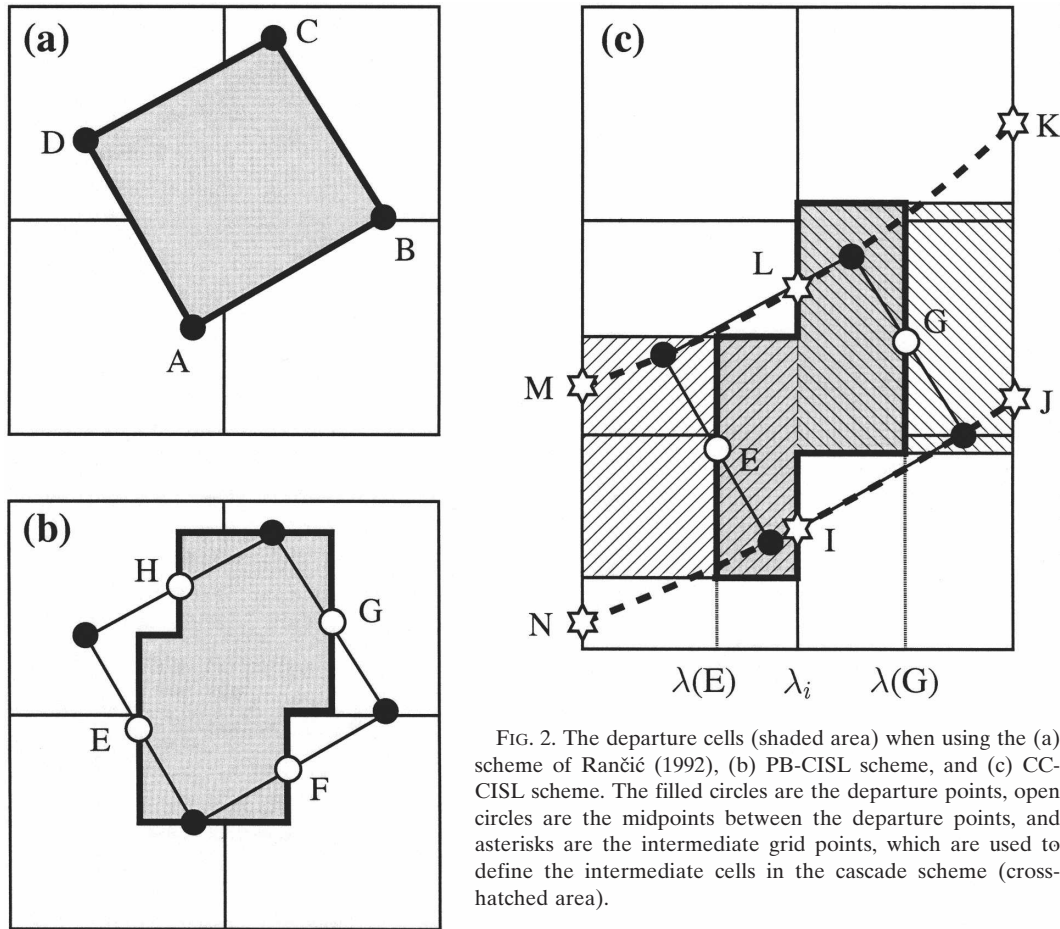 (a)
C
D
B
A
(b)
H
G
E
F
(c)
K
L
G
M
J
E
I
N
λ(E) λᵢ λ(G)
FIG. 2. The departure cells (shaded area) when using the (a)
scheme of Rančić (1992), (b) PB-CISL scheme, and (c) CC-
CISL scheme. The filled circles are the departure points, open
circles are the midpoints between the departure points, and
asterisks are the intermediate grid points, which are used to
define the intermediate cells in the cascade scheme (cross-
hatched area).